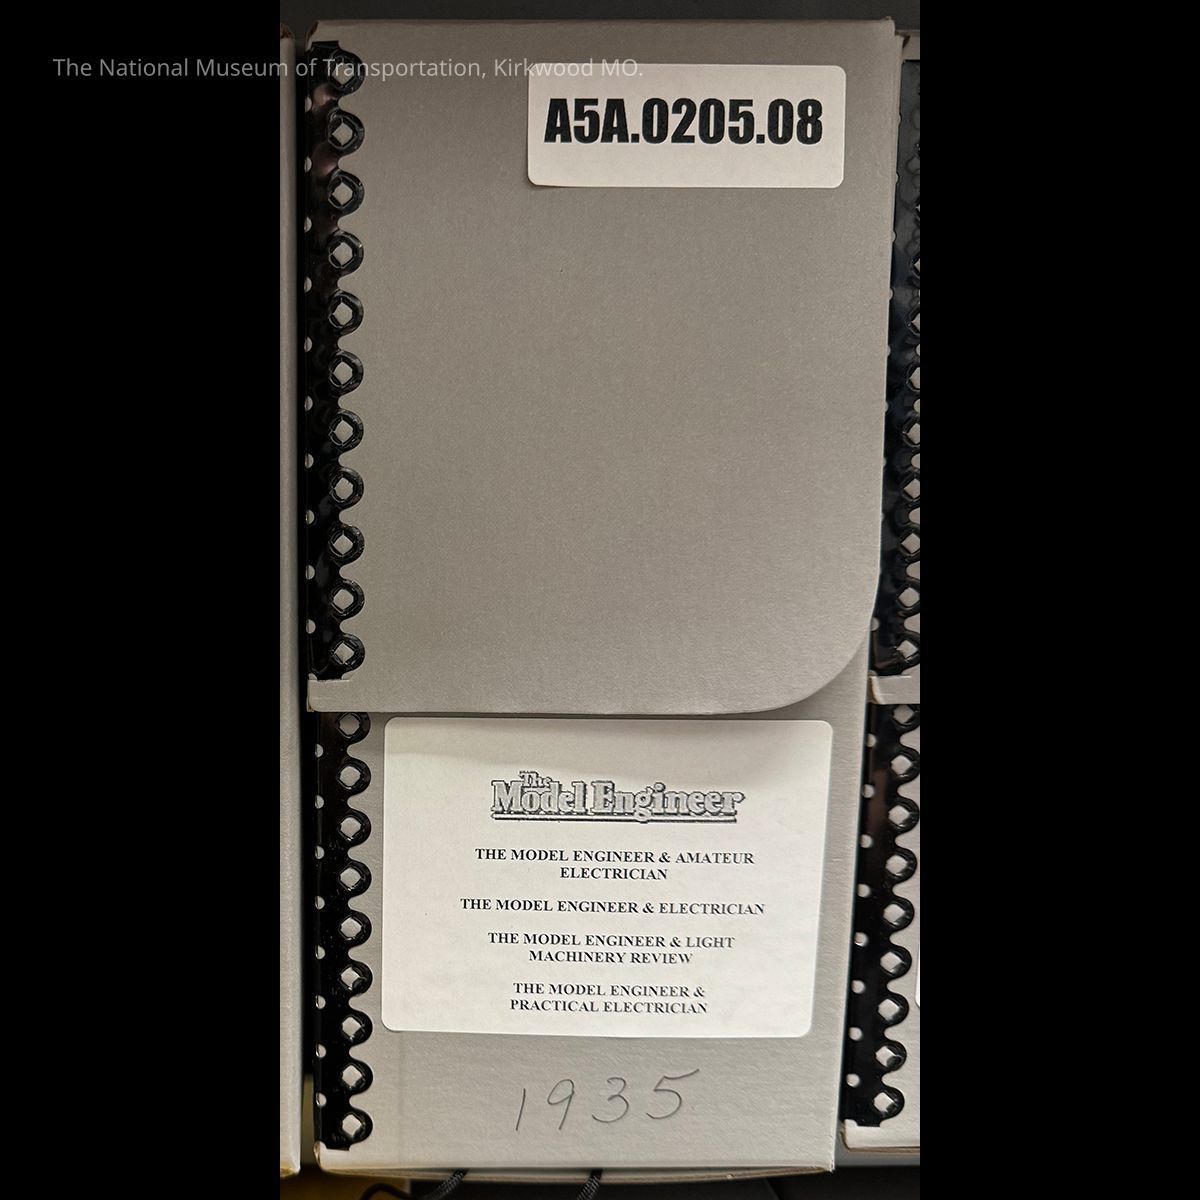 The National Museum of Transportation, Kirkwood MO.
A5A.0205.08
The
Model Engineer
THE MODEL ENGINEER & AMATEUR
ELECTRICIAN
THE MODEL ENGINEER & ELECTRICIAN
THE MODEL ENGINEER & LIGHT
MACHINERY REVIEW
THE MODEL ENGINEER &
PRACTICAL ELECTRICIAN
1935